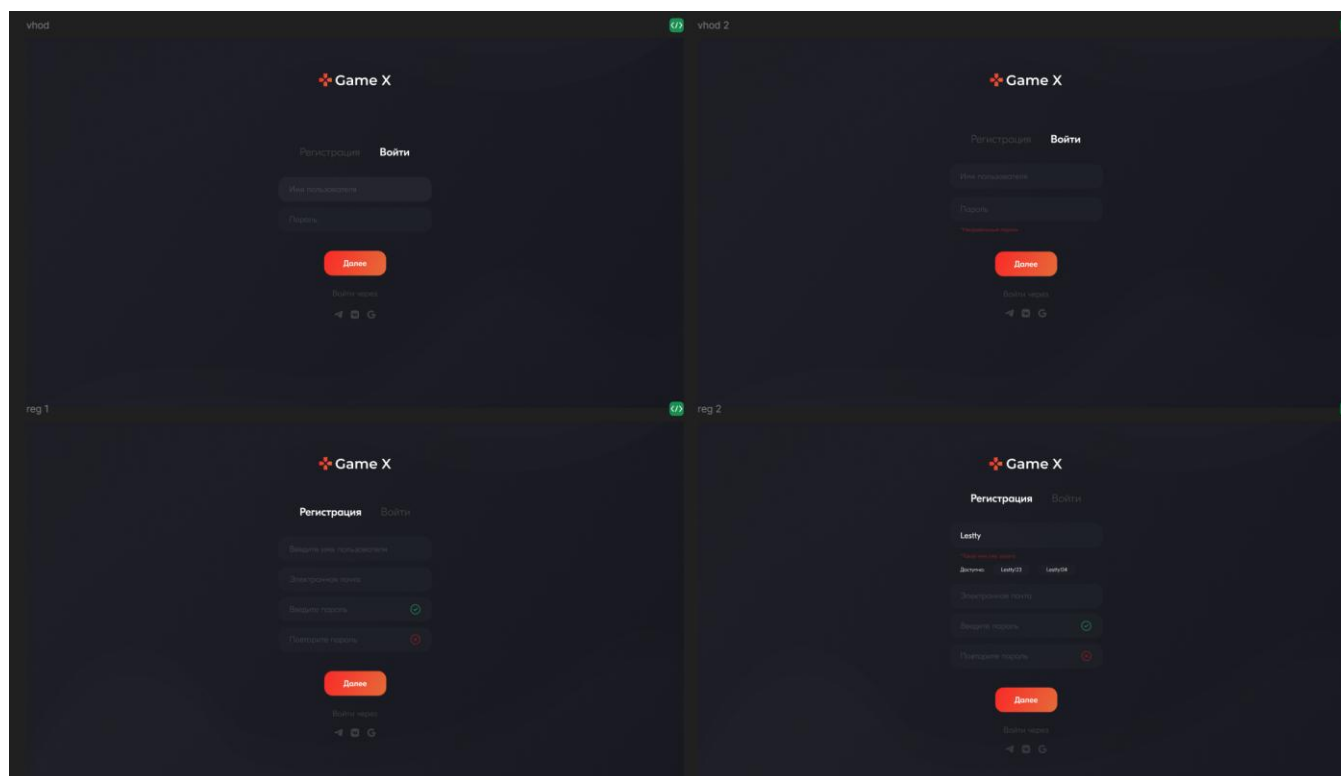 vhod
Game X
Регистрация Войти
Имя пользователя
Пароль
Далее
Войти через
vhod 2
Game X
Регистрация Войти
Имя пользователя
Пароль
Далее
Войти через
reg 1
Game X
Регистрация Войти
Введите имя пользователя
Электронная почта
Введите пароль
Повторите пароль
Далее
Войти через
reg 2
Game X
Регистрация Войти
Lestty
Доступно: Lestty123 Lestty124
Электронная почта
Введите пароль
Повторите пароль
Далее
Войти через